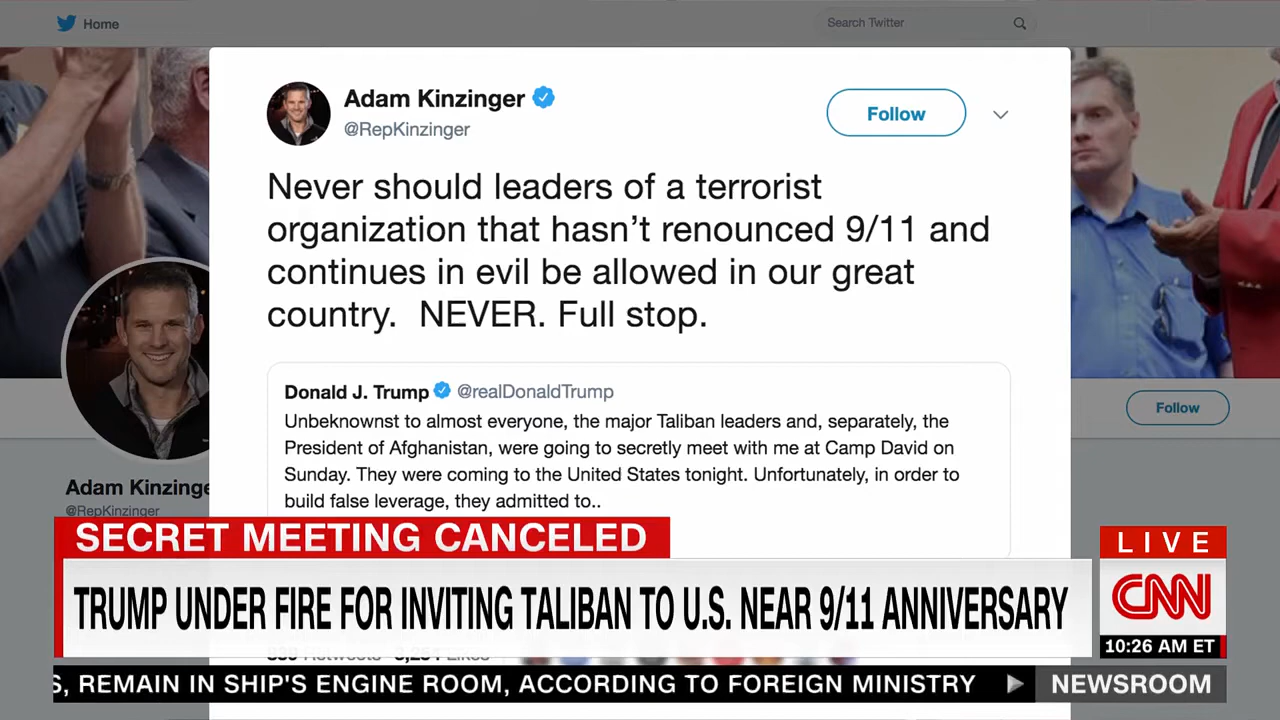 Home
Search Twitter
Adam Kinzinger
@RepKinzinger
Follow
Never should leaders of a terrorist
organization that hasn't renounced 9/11 and
continues in evil be allowed in our great
country. NEVER. Full stop.
Donald J. Trump @realDonaldTrump
Unbeknownst to almost everyone, the major Taliban leaders and, separately, the
President of Afghanistan, were going to secretly meet with me at Camp David on
Sunday. They were coming to the United States tonight. Unfortunately, in order to
build false leverage, they admitted to..
Follow
Adam Kinzinge
@RepKinzinger
SECRET MEETING CANCELED
TRUMP UNDER FIRE FOR INVITING TALIBAN TO U.S. NEAR 9/11 ANNIVERSARY
LIVE
CNN
10:26 AM ET
S, REMAIN IN SHIP'S ENGINE ROOM, ACCORDING TO FOREIGN MINISTRY
NEWSROOM